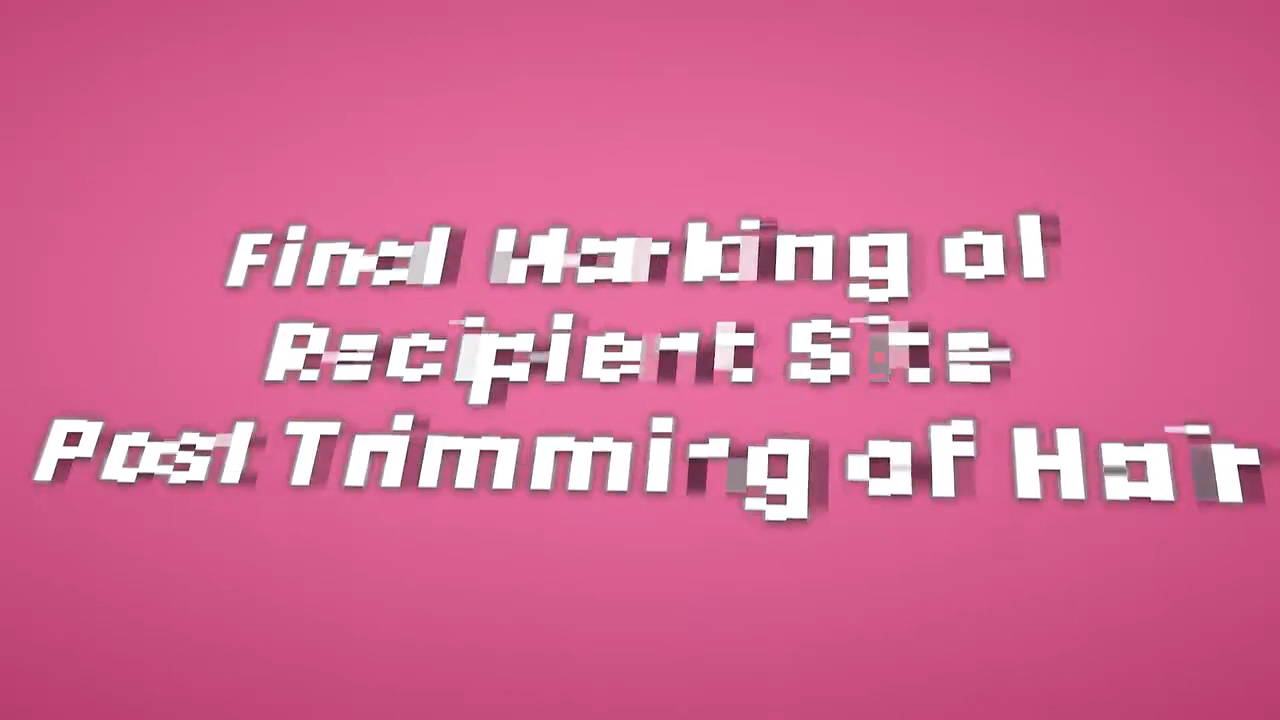 Final Marking of
Recipient Site
Post Trimming of Hair